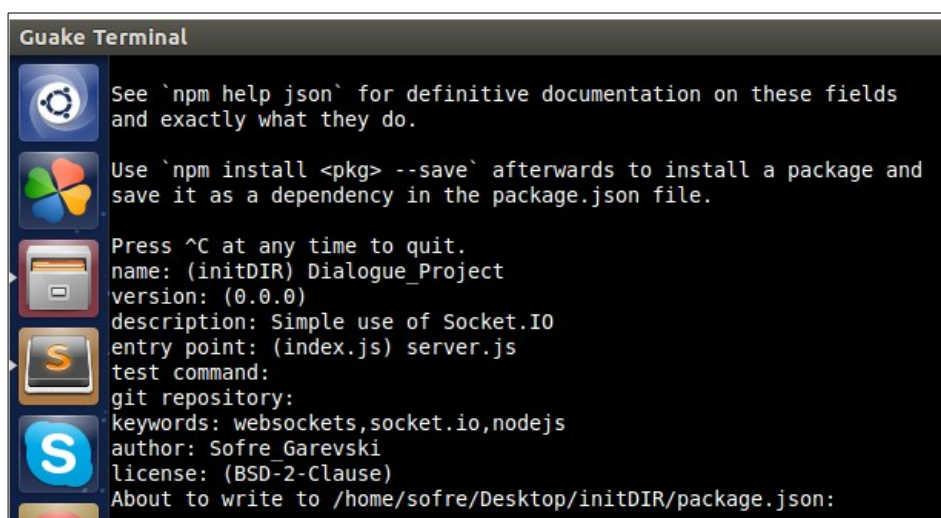 Guake Terminal
See `npm help json` for definitive documentation on these fields
and exactly what they do.
Use `npm install <pkg> --save` afterwards to install a package and
save it as a dependency in the package.json file.
Press ^C at any time to quit.
name: (initDIR) Dialogue_Project
version: (0.0.0)
description: Simple use of Socket.IO
entry point: (index.js) server.js
test command:
git repository:
keywords: websockets,socket.io,nodejs
author: Sofre_Garevski
license: (BSD-2-Clause)
About to write to /home/sofre/Desktop/initDIR/package.json: